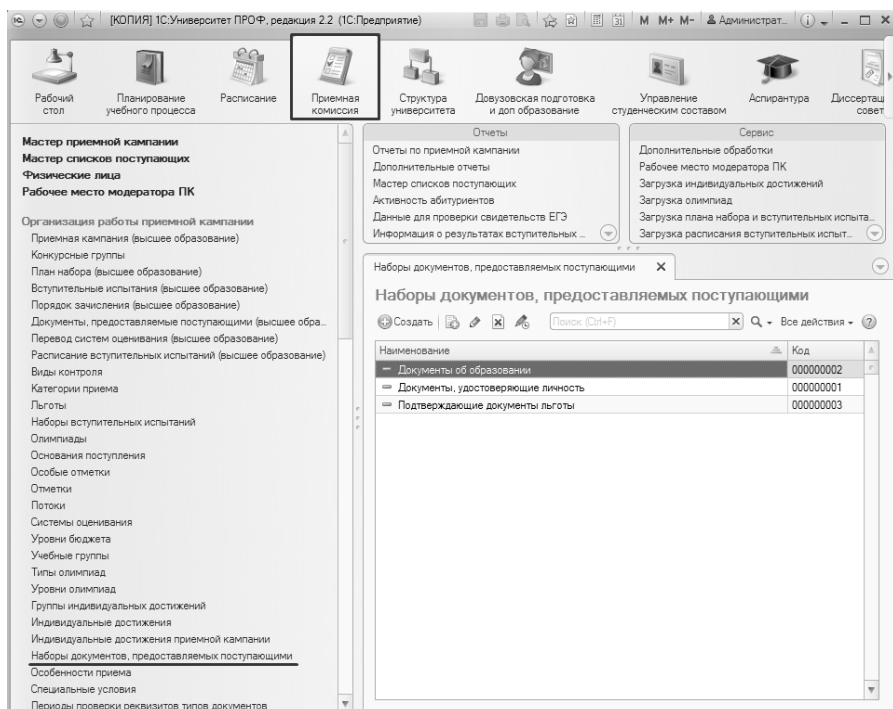 [КОПИЯ] 1С:Университет ПРОФ, редакция 2.2 (1С:Предприятие)
M M+ M- Администрат...
Рабочий стол
Планирование учебного процесса
Расписание
Приемная комиссия
Структура университета
Довузовская подготовка и доп образование
Управление студенческим составом
Аспирантура
Диссертац совет
Мастер приемной кампании
Мастер списков поступающих
Физические лица
Рабочее место модератора ПК
Организация работы приемной кампании
Приемная кампания (высшее образование)
Конкурсные группы
План набора (высшее образование)
Вступительные испытания (высшее образование)
Порядок зачисления (высшее образование)
Документы, предоставляемые поступающими (высшее обра...
Перевод систем оценивания (высшее образование)
Расписание вступительных испытаний (высшее образование)
Виды контроля
Категории приема
Льготы
Наборы вступительных испытаний
Олимпиады
Основания поступления
Особые отметки
Отметки
Потоки
Системы оценивания
Уровни бюджета
Учебные группы
Типы олимпиад
Уровни олимпиад
Группы индивидуальных достижений
Индивидуальные достижения
Индивидуальные достижения приемной кампании
Наборы документов, предоставляемых поступающими
Особенности приема
Специальные условия
Периоды проверки реквизитов типов документов
Отчеты
Отчеты по приемной кампании
Дополнительные отчеты
Мастер списков поступающих
Активность абитуриентов
Данные для проверки свидетельств ЕГЭ
Информация о результатах вступительных ...
Сервис
Дополнительные обработки
Рабочее место модератора ПК
Загрузка индивидуальных достижений
Загрузка олимпиад
Загрузка плана набора и вступительных испыта...
Загрузка расписания вступительных испыт...
Наборы документов, предоставляемых поступающими
Наборы документов, предоставляемых поступающими
Создать Поиск (Ctrl+F) Все действия
Наименование Код
Документы об образовании 000000002
Документы, удостоверяющие личность 000000001
Подтверждающие документы льготы 000000003